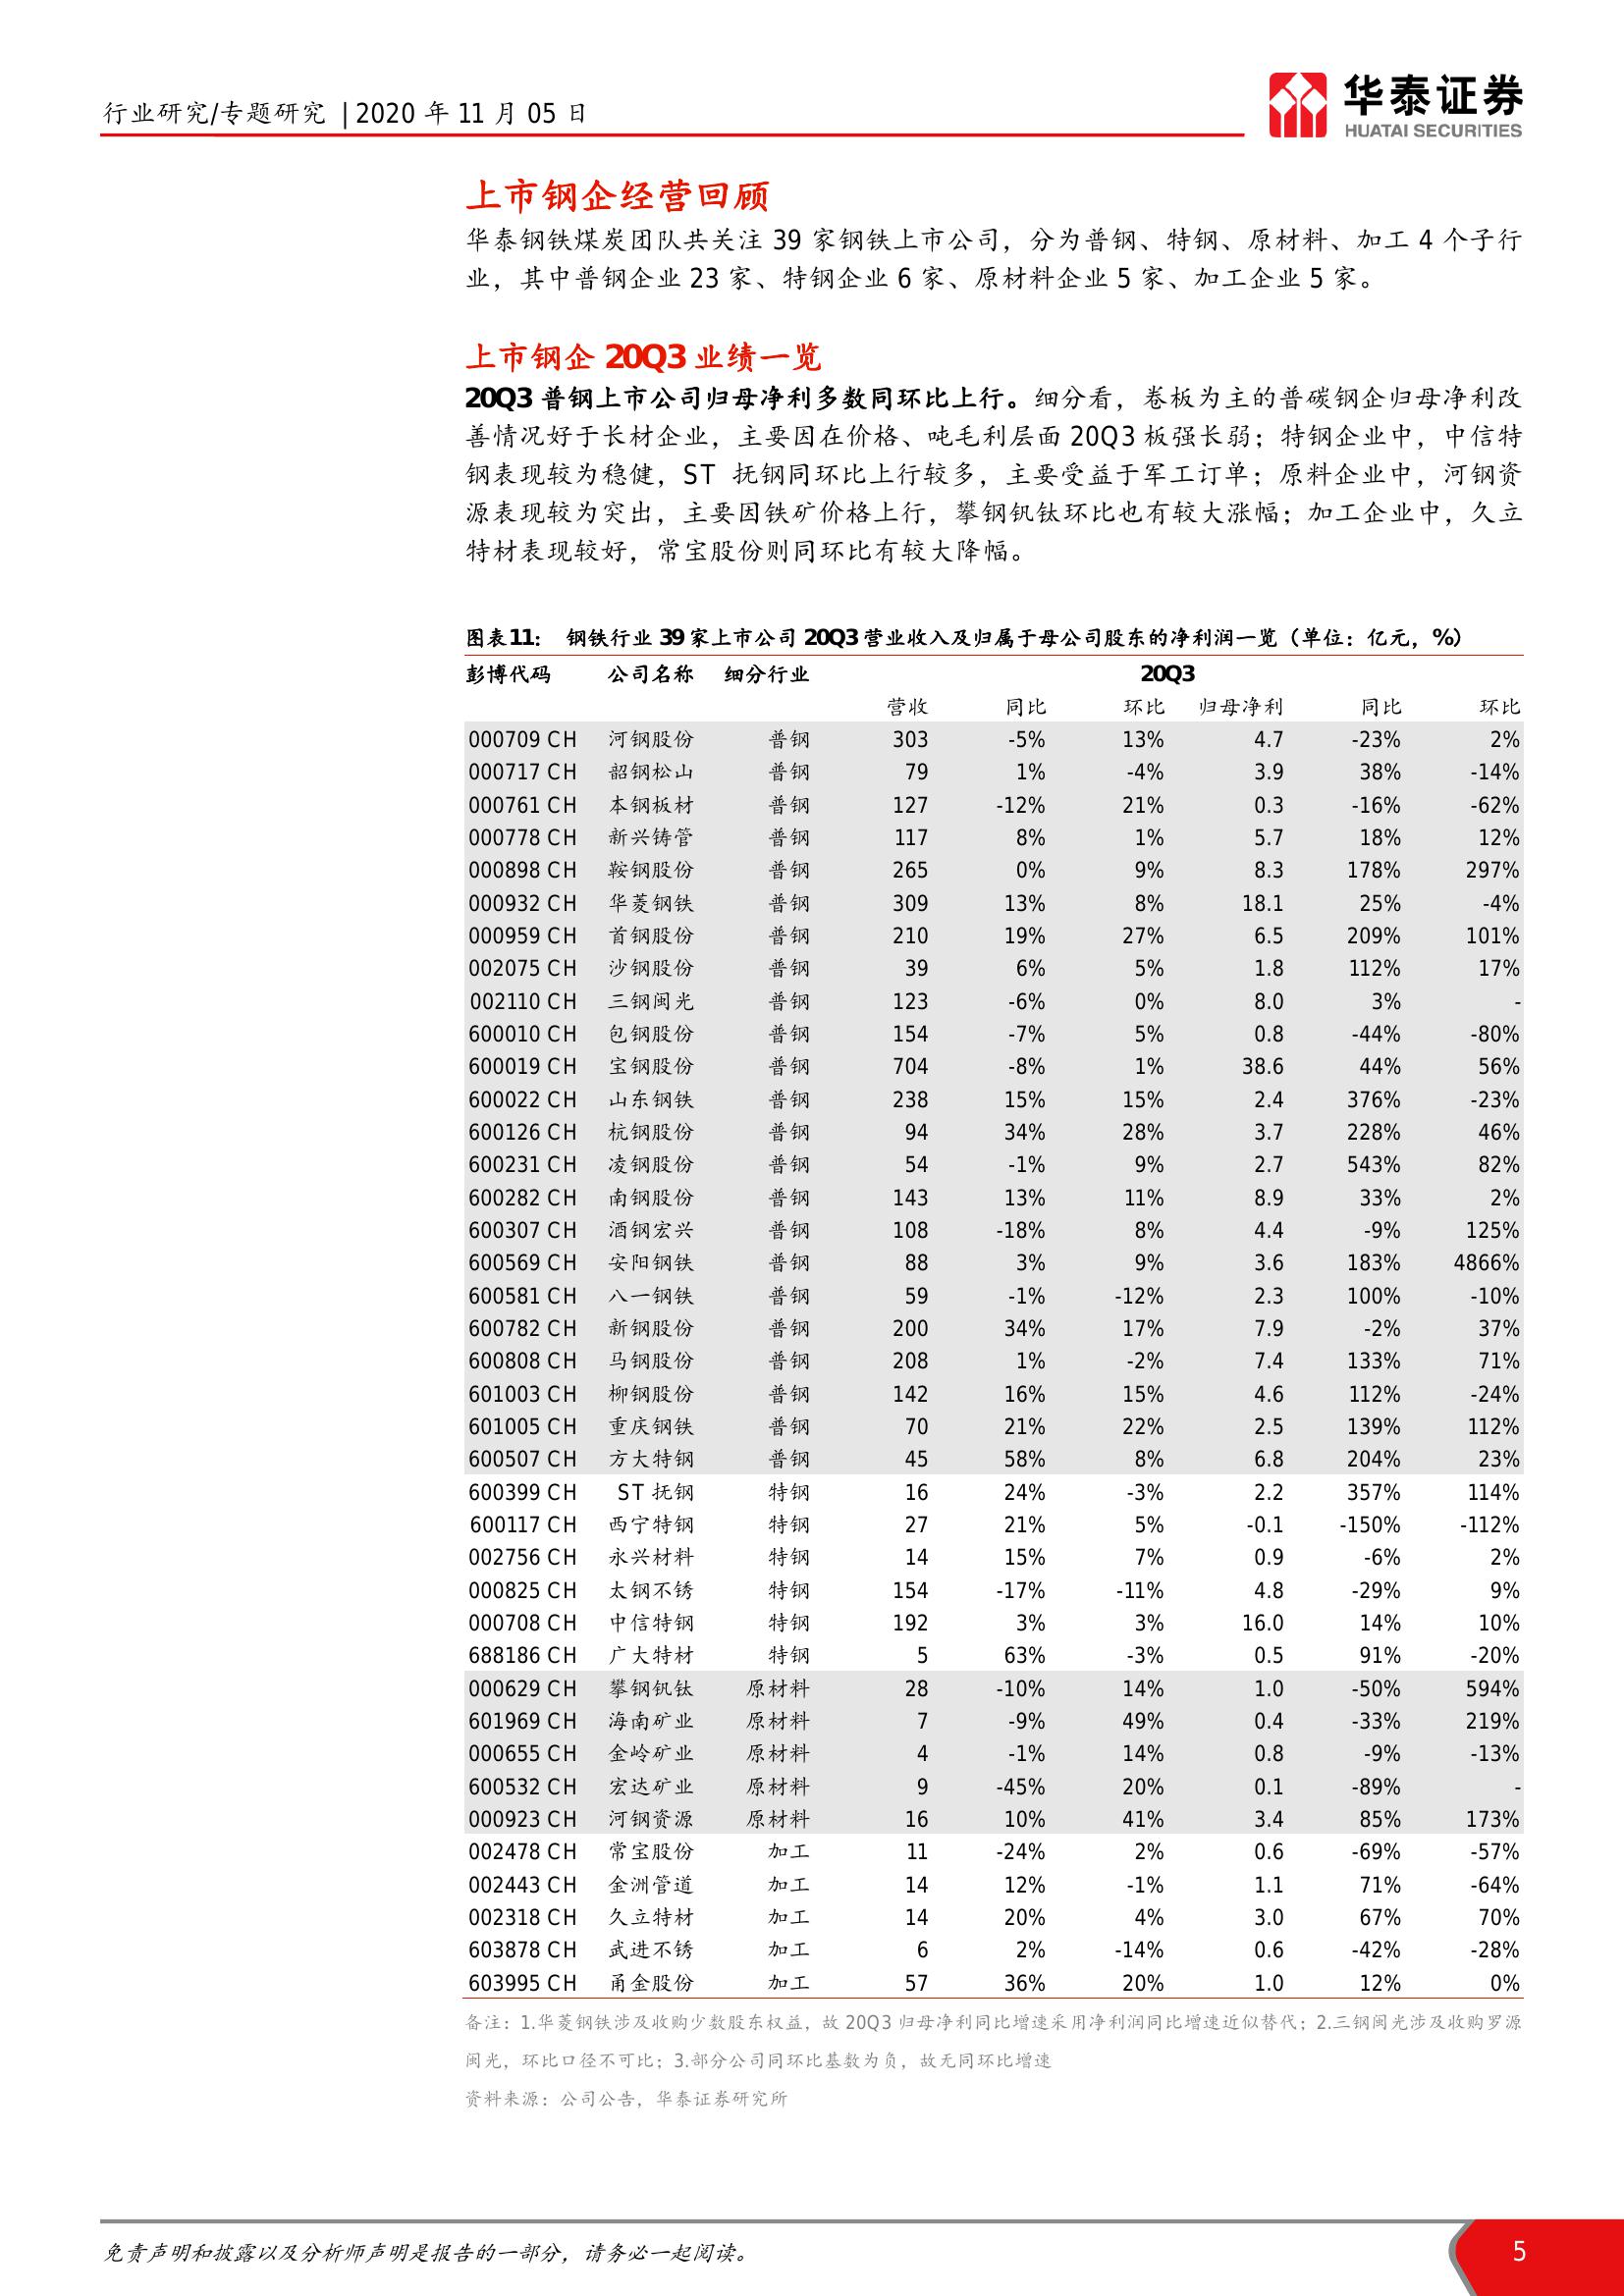 行业研究/专题研究 | 2020 年 11 月 05 日
华泰证券
HUATAI SECURITIES
上市钢企经营回顾
华泰钢铁煤炭团队共关注 39 家钢铁上市公司，分为普钢、特钢、原材料、加工 4 个子行
业，其中普钢企业 23 家、特钢企业 6 家、原材料企业 5 家、加工企业 5 家。
上市钢企 20Q3 业绩一览
20Q3 普钢上市公司归母净利多数同环比上行。细分看，卷板为主的普碳钢企归母净利改
善情况好于长材企业，主要因在价格、吨毛利层面 20Q3 板强长弱；特钢企业中，中信特
钢表现较为稳健，ST 抚钢同环比上行较多，主要受益于军工订单；原料企业中，河钢资
源表现较为突出，主要因铁矿价格上行，攀钢钒钛环比也有较大涨幅；加工企业中，久立
特材表现较好，常宝股份则同环比有较大降幅。
图表11： 钢铁行业 39 家上市公司 20Q3 营业收入及归属于母公司股东的净利润一览（单位：亿元，%）
彭博代码 公司名称 细分行业 20Q3
营收 同比 环比 归母净利 同比 环比
000709 CH 河钢股份 普钢 303 -5% 13% 4.7 -23% 2%
000717 CH 韶钢松山 普钢 79 1% -4% 3.9 38% -14%
000761 CH 本钢板材 普钢 127 -12% 21% 0.3 -16% -62%
000778 CH 新兴铸管 普钢 117 8% 1% 5.7 18% 12%
000898 CH 鞍钢股份 普钢 265 0% 9% 8.3 178% 297%
000932 CH 华菱钢铁 普钢 309 13% 8% 18.1 25% -4%
000959 CH 首钢股份 普钢 210 19% 27% 6.5 209% 101%
002075 CH 沙钢股份 普钢 39 6% 5% 1.8 112% 17%
002110 CH 三钢闽光 普钢 123 -6% 0% 8.0 3% -
600010 CH 包钢股份 普钢 154 -7% 5% 0.8 -44% -80%
600019 CH 宝钢股份 普钢 704 -8% 1% 38.6 44% 56%
600022 CH 山东钢铁 普钢 238 15% 15% 2.4 376% -23%
600126 CH 杭钢股份 普钢 94 34% 28% 3.7 228% 46%
600231 CH 凌钢股份 普钢 54 -1% 9% 2.7 543% 82%
600282 CH 南钢股份 普钢 143 13% 11% 8.9 33% 2%
600307 CH 酒钢宏兴 普钢 108 -18% 8% 4.4 -9% 125%
600569 CH 安阳钢铁 普钢 88 3% 9% 3.6 183% 4866%
600581 CH 八一钢铁 普钢 59 -1% -12% 2.3 100% -10%
600782 CH 新钢股份 普钢 200 34% 17% 7.9 -2% 37%
600808 CH 马钢股份 普钢 208 1% -2% 7.4 133% 71%
601003 CH 柳钢股份 普钢 142 16% 15% 4.6 112% -24%
601005 CH 重庆钢铁 普钢 70 21% 22% 2.5 139% 112%
600507 CH 方大特钢 普钢 45 58% 8% 6.8 204% 23%
600399 CH ST 抚钢 特钢 16 24% -3% 2.2 357% 114%
600117 CH 西宁特钢 特钢 27 21% 5% -0.1 -150% -112%
002756 CH 永兴材料 特钢 14 15% 7% 0.9 -6% 2%
000825 CH 太钢不锈 特钢 154 -17% -11% 4.8 -29% 9%
000708 CH 中信特钢 特钢 192 3% 3% 16.0 14% 10%
688186 CH 广大特材 特钢 5 63% -3% 0.5 91% -20%
000629 CH 攀钢钒钛 原材料 28 -10% 14% 1.0 -50% 594%
601969 CH 海南矿业 原材料 7 -9% 49% 0.4 -33% 219%
000655 CH 金岭矿业 原材料 4 -1% 14% 0.8 -9% -13%
600532 CH 宏达矿业 原材料 9 -45% 20% 0.1 -89% -
000923 CH 河钢资源 原材料 16 10% 41% 3.4 85% 173%
002478 CH 常宝股份 加工 11 -24% 2% 0.6 -69% -57%
002443 CH 金洲管道 加工 14 12% -1% 1.1 71% -64%
002318 CH 久立特材 加工 14 20% 4% 3.0 67% 70%
603878 CH 武进不锈 加工 6 2% -14% 0.6 -42% -28%
603995 CH 甬金股份 加工 57 36% 20% 1.0 12% 0%
备注：1.华菱钢铁涉及收购少数股东权益，故 20Q3 归母净利同比增速采用净利润同比增速近似替代；2.三钢闽光涉及收购罗源
闽光，环比口径不可比；3.部分公司同环比基数为负，故无同环比增速
资料来源：公司公告，华泰证券研究所
免责声明和披露以及分析师声明是报告的一部分，请务必一起阅读。 5